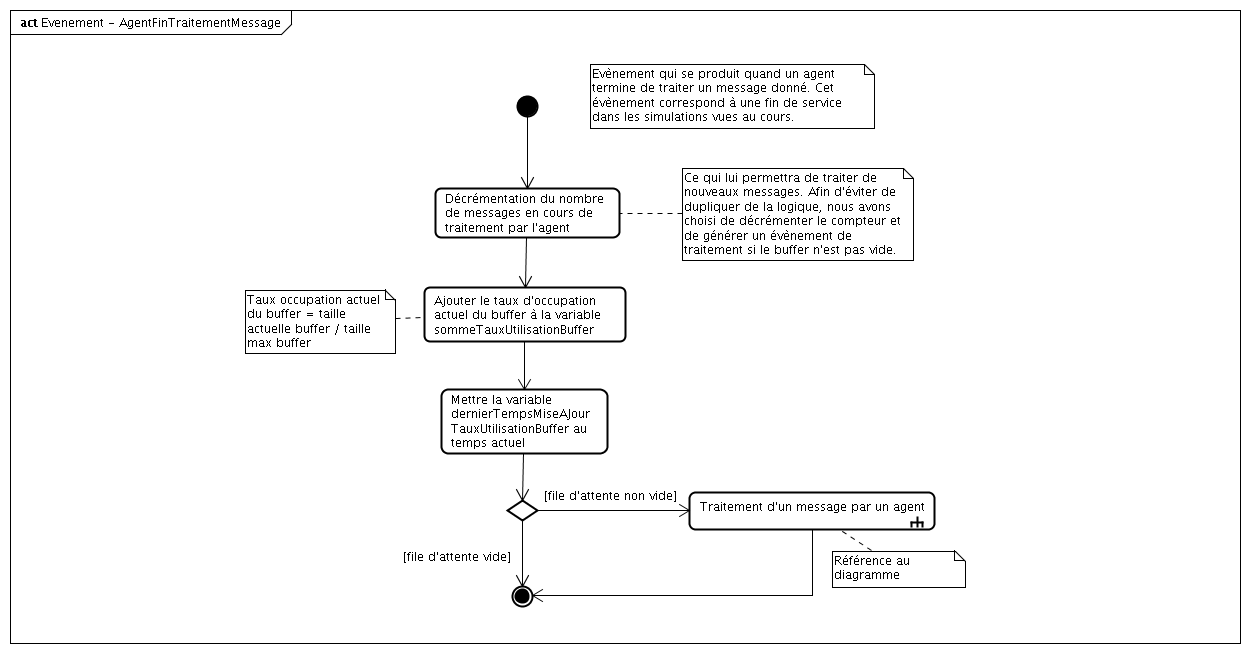 act Evenement - AgentFinTraitementMessage
Evènement qui se produit quand un agent
termine de traiter un message donné. Cet
évènement correspond à une fin de service
dans les simulations vues au cours.
Décrémentation du nombre
de messages en cours de
traitement par l'agent
Ce qui lui permettra de traiter de
nouveaux messages. Afin d'éviter de
dupliquer de la logique, nous avons
choisi de décrémenter le compteur et
de générer un évènement de
traitement si le buffer n'est pas vide.
Taux occupation actuel
du buffer = taille
actuelle buffer / taille
max buffer
Ajouter le taux d'occupation
actuel du buffer à la variable
sommeTauxUtilisationBuffer
Mettre la variable
dernierTempsMiseAJour
TauxUtilisationBuffer au
temps actuel
[file d'attente non vide]
Traitement d'un message par un agent
[file d'attente vide]
Référence au
diagramme